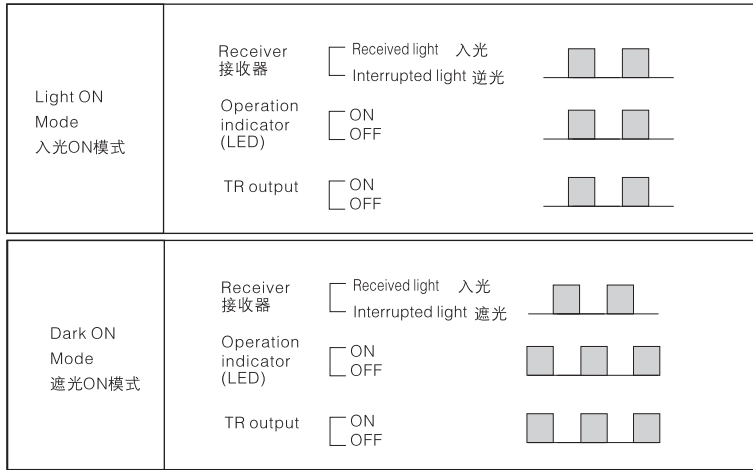 Light ON
Mode
入光ON模式
Receiver
接收器
Received light 入光
Interrupted light 逆光
Operation
indicator
(LED)
ON
OFF
TR output
ON
OFF
Dark ON
Mode
遮光ON模式
Receiver
接收器
Received light 入光
Interrupted light 遮光
Operation
indicator
(LED)
ON
OFF
TR output
ON
OFF